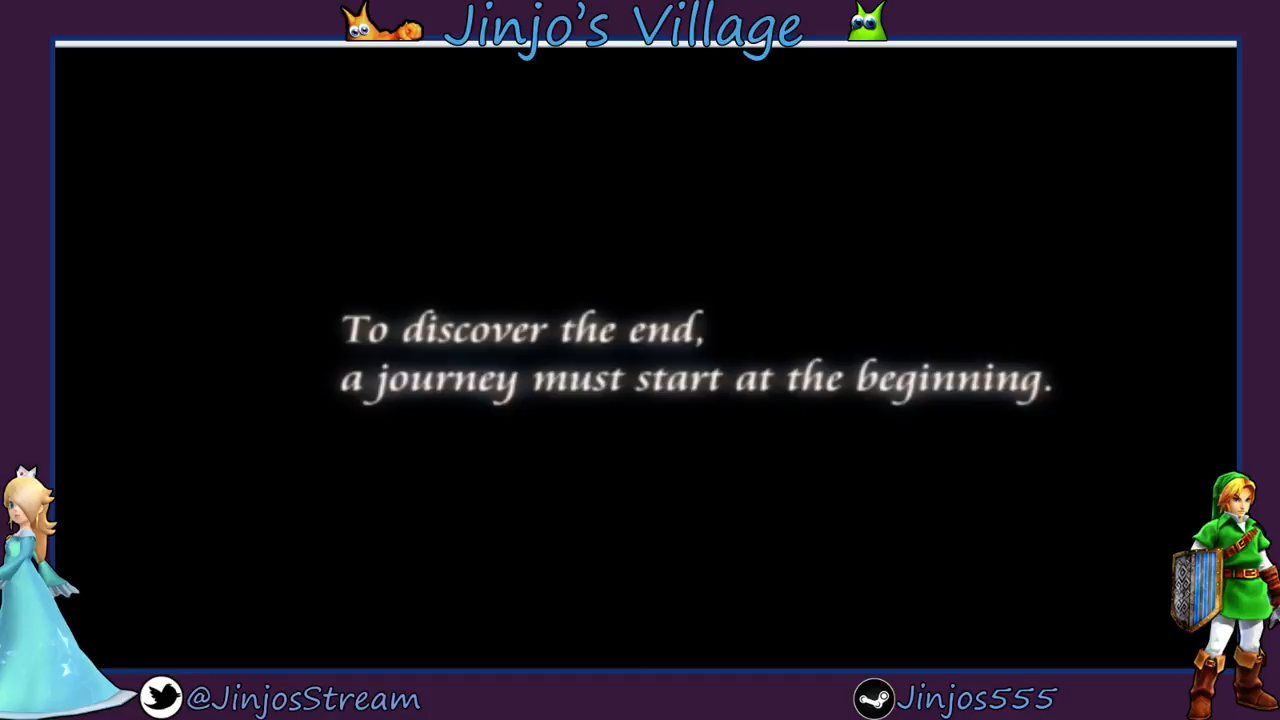 Jinjo's Village
To discover the end,
a journey must start at the beginning.
@JinjosStream
Jinjos555